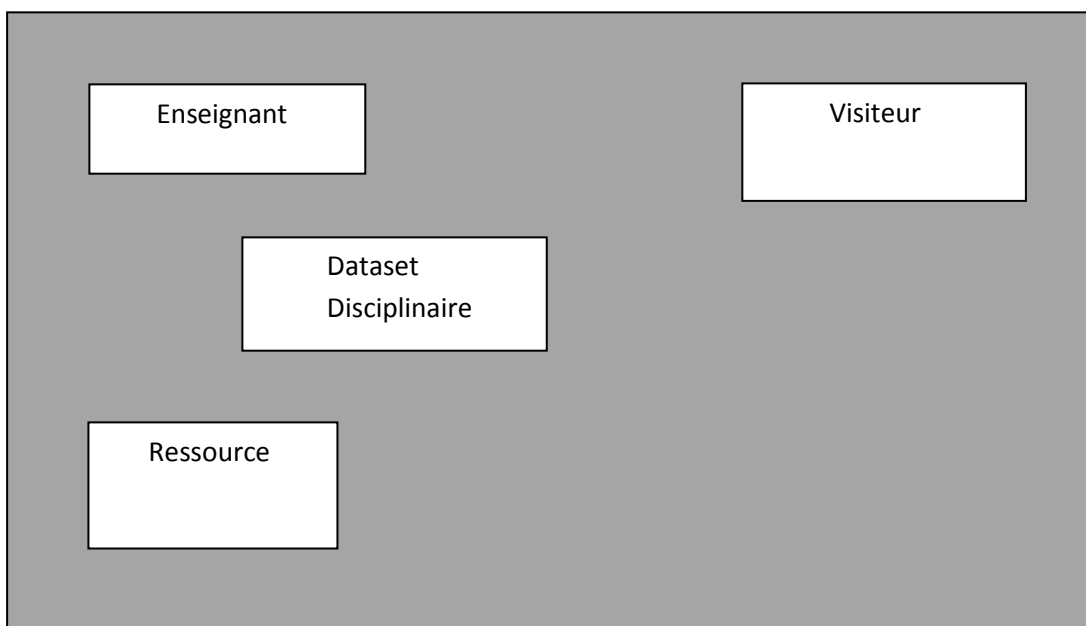 Enseignant
Visiteur
Dataset
Disciplinaire
Ressource